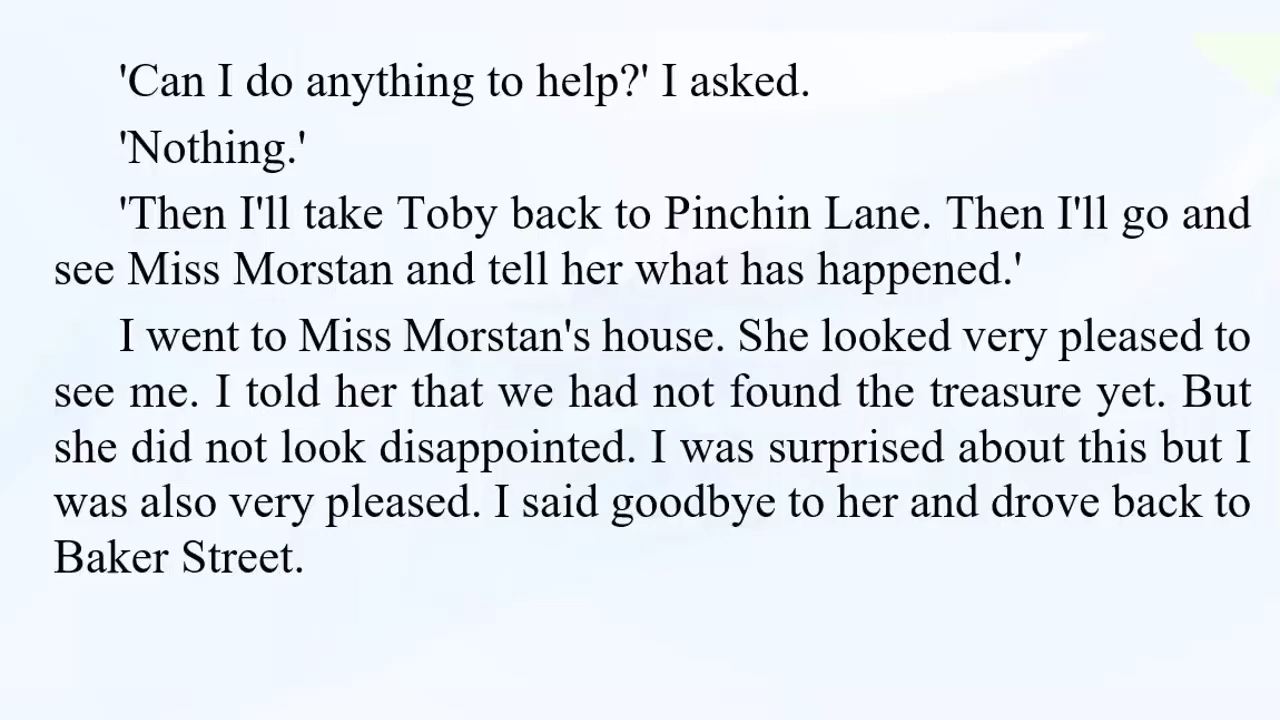 'Can I do anything to help?' I asked.
'Nothing.'
'Then I'll take Toby back to Pinchin Lane. Then I'll go and
see Miss Morstan and tell her what has happened.'
I went to Miss Morstan's house. She looked very pleased to
see me. I told her that we had not found the treasure yet. But
she did not look disappointed. I was surprised about this but I
was also very pleased. I said goodbye to her and drove back to
Baker Street.